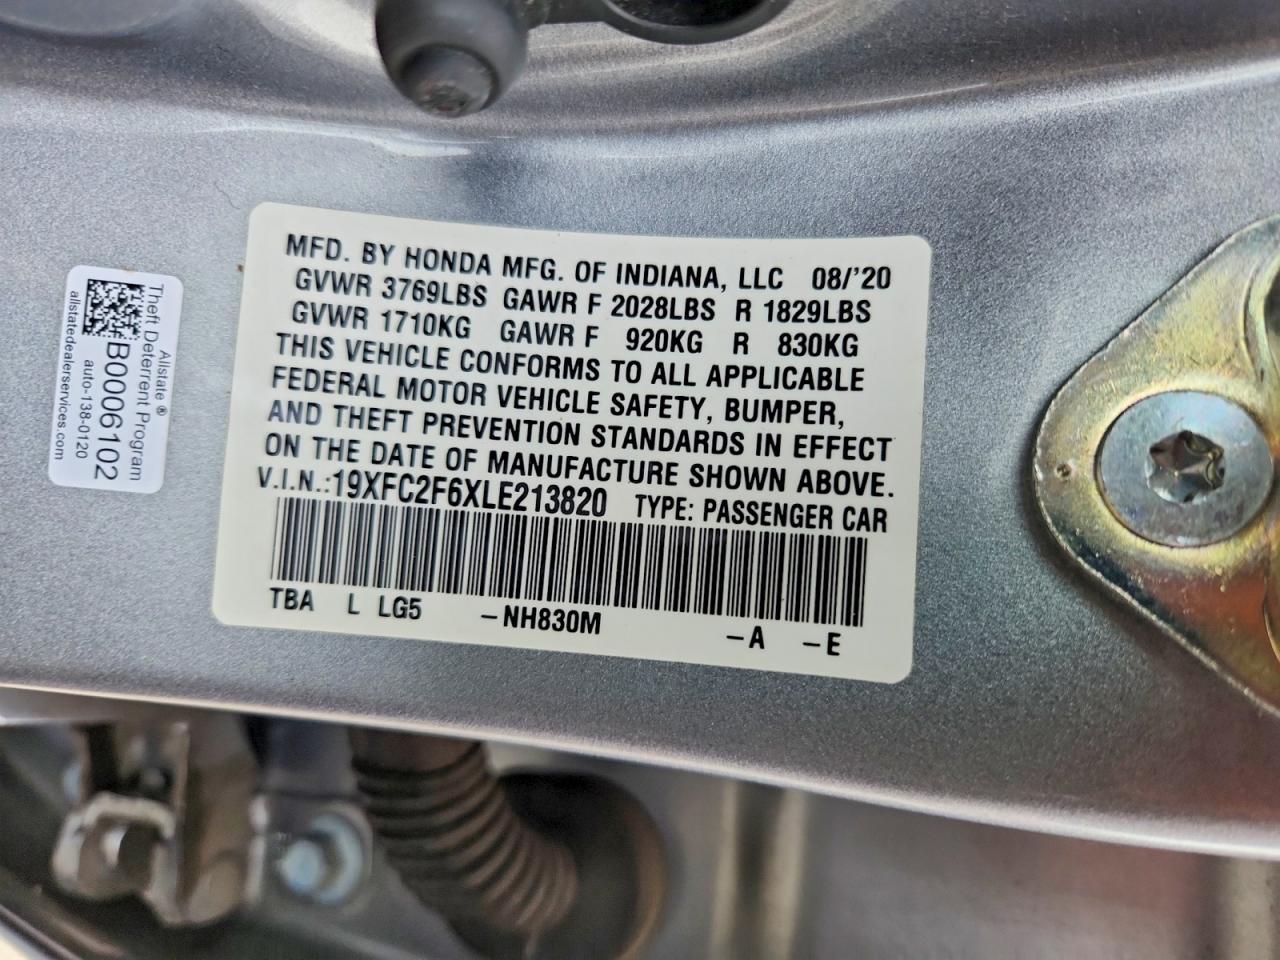 MFD. BY HONDA MFG. OF INDIANA, LLC 08/'20
GVWR 3769LBS GAWR F 2028LBS R 1829LBS
GVWR 1710KG GAWR F 920KG R 830KG
THIS VEHICLE CONFORMS TO ALL APPLICABLE
FEDERAL MOTOR VEHICLE SAFETY, BUMPER,
AND THEFT PREVENTION STANDARDS IN EFFECT
ON THE DATE OF MANUFACTURE SHOWN ABOVE.
V.I.N.:19XFC2F6XLE213820 TYPE: PASSENGER CAR
TBA L LG5 -NH830M -A -E
Allstate ®
Theft Deterrent Program
B0006102
auto-138-0120
allstatedealerservices.com